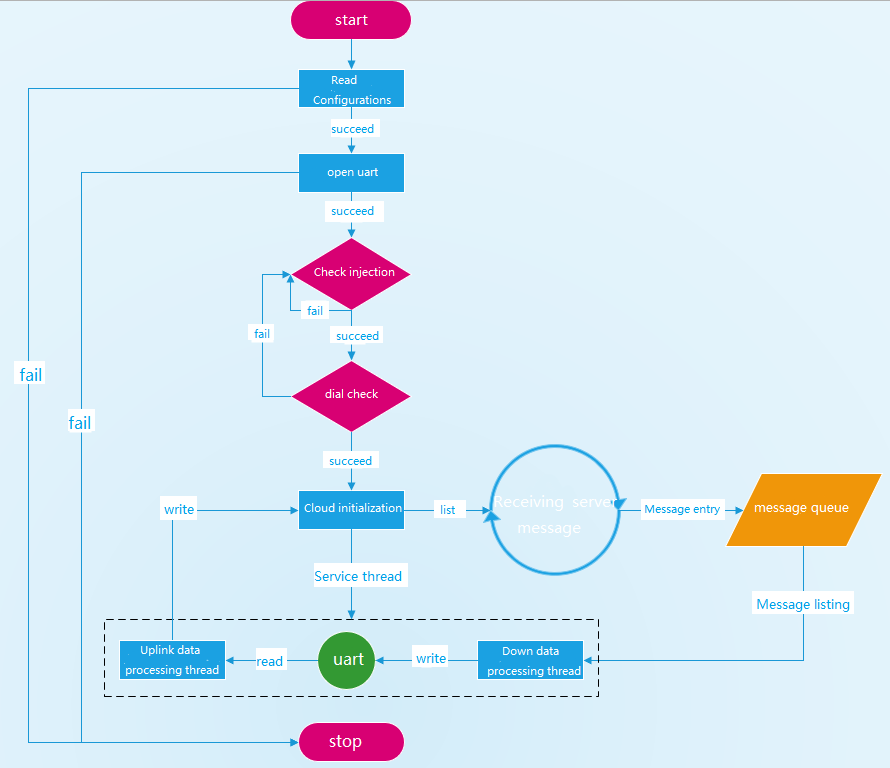 start
Read
Configurations
succeed
open uart
succeed
Check injection
fail
fail
succeed
fail
dial check
fail
succeed
write
Cloud initialization
list
Receiving server
message
Message entry
message queue
Service thread
Message listing
Uplink data
processing thread
read
uart
write
Down data
processing thread
stop